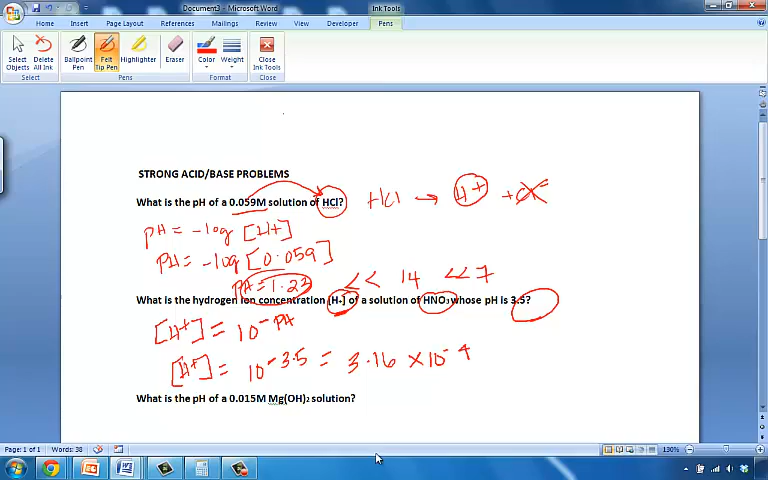 Document3 - Microsoft Word
Ink Tools
Home Insert Page Layout References Mailings Review View Developer Pens
Select Objects
Delete All Ink
Ballpoint Pen
Felt Tip Pen
Highlighter
Eraser
Color
Weight
Close Ink Tools
Select
Pens
Format
Close
STRONG ACID/BASE PROBLEMS
What is the pH of a 0.059M solution of HCl? HCl → H+ + Cl-
pH = -log [H+]
pH = -log [0.059]
pH = 1.23 << 14 << 7
What is the hydrogen ion concentration [H+] of a solution of HNO3 whose pH is 3.5?
[H+] = 10-pH
[H+] = 10-3.5 = 3.16 × 10-4
What is the pH of a 0.015M Mg(OH)2 solution?
Page: 1 of 1 Words: 38 130%
5:09 PM